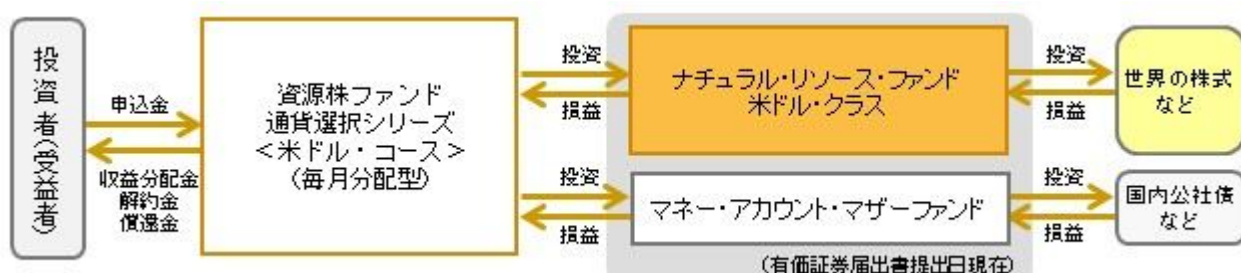 投資者(受益者)
申込金
収益分配金
解約金
償還金
資源株ファンド
通貨選択シリーズ
<米ドル・コース>
(毎月分配型)
投資
損益
投資
損益
ナチュラル・リソース・ファンド
米ドル・クラス
マネー・アカウント・マザーファンド
(有価証券届出書提出日現在)
投資
損益
投資
損益
世界の株式
など
国内公社債
など